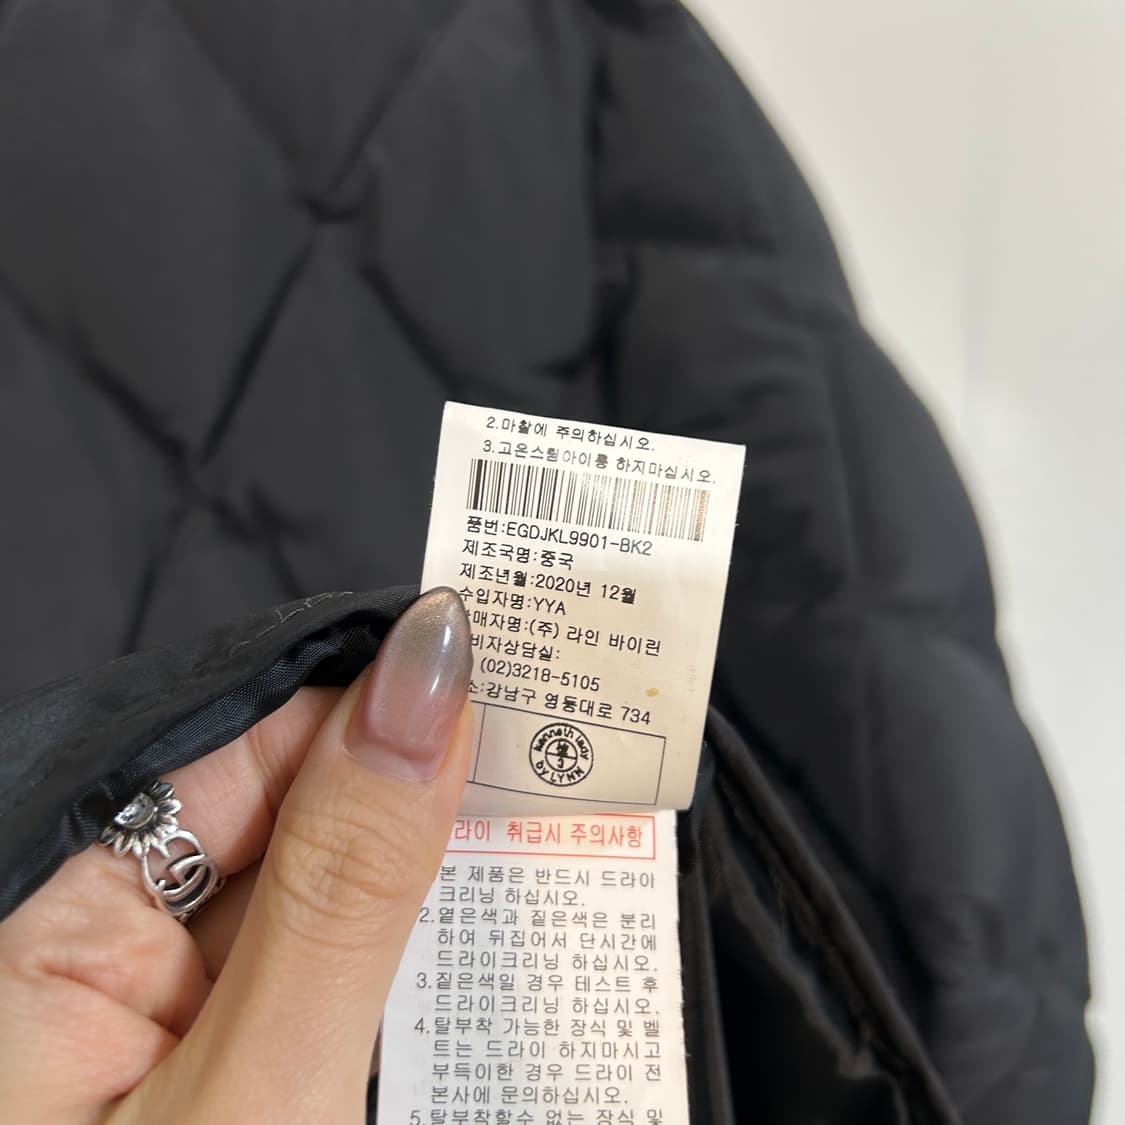 2.마찰에 주의하십시오.
3.고온스팀아이롱 하지마십시오.
품번:EGDJKL9901-BK2
제조국명:중국
제조년월:2020년 12월
수입자명:YYA
매자명:(주) 라인 바이린
비자상담실:
(02)3218-5105
소:강남구 영동대로 734
kenneth lady
by LYNN
라이 취급시 주의사항
본 제품은 반드시 드라이
크리닝 하십시오.
2.옅은색과 짙은색은 분리
하여 뒤집어서 단시간에
드라이크리닝 하십시오.
3.짙은색일 경우 테스트 후
드라이크리닝 하십시오.
4.탈부착 가능한 장식 및 벨
트는 드라이 하지마시고
부득이한 경우 드라이 전
본사에 문의하십시오.
5.탈부착할수 없는 장식 및